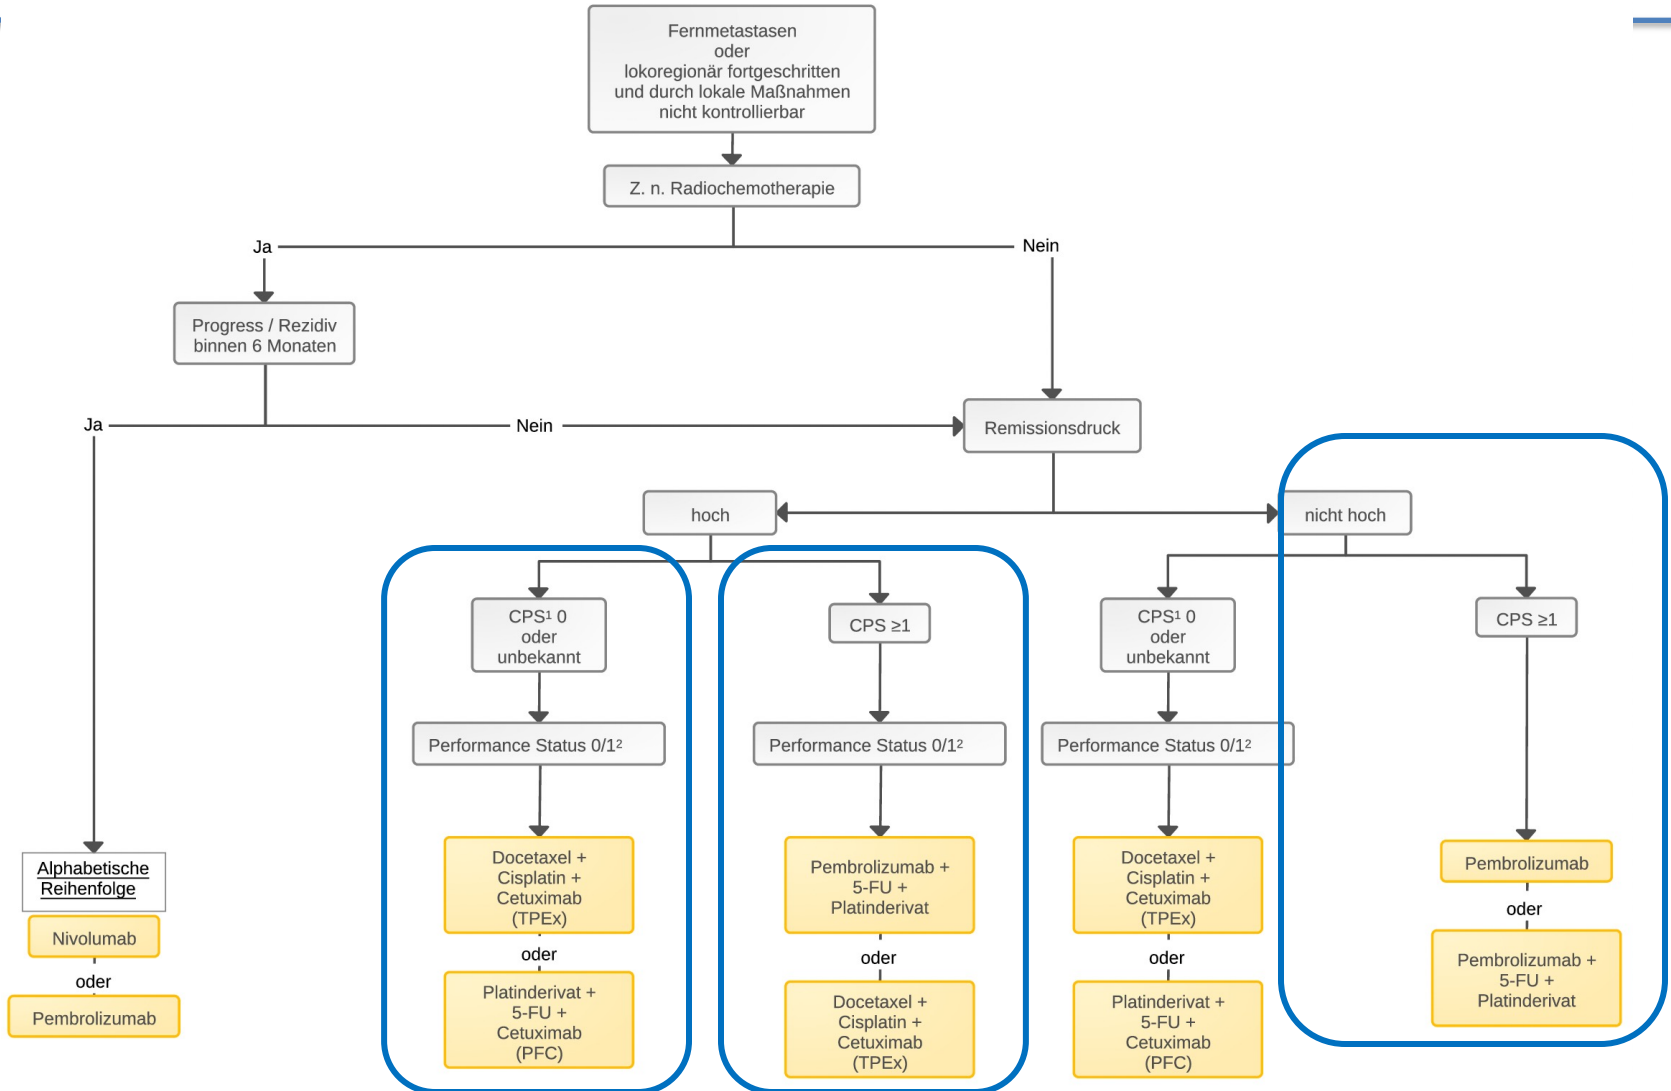 Fernmetastasen
oder
lokoregionär fortgeschritten
und durch lokale Maßnahmen
nicht kontrollierbar
Z. n. Radiochemotherapie
Ja
Nein
Progress / Rezidiv
binnen 6 Monaten
Ja
Nein
Remissionsdruck
hoch
nicht hoch
CPS¹ 0
oder
unbekannt
CPS ≥1
CPS¹ 0
oder
unbekannt
CPS ≥1
Performance Status 0/1²
Performance Status 0/1²
Performance Status 0/1²
Alphabetische
Reihenfolge
Nivolumab
oder
Pembrolizumab
Docetaxel +
Cisplatin +
Cetuximab
(TPEx)
oder
Platinderivat +
5-FU +
Cetuximab
(PFC)
Pembrolizumab +
5-FU +
Platinderivat
oder
Docetaxel +
Cisplatin +
Cetuximab
(TPEx)
Docetaxel +
Cisplatin +
Cetuximab
(TPEx)
oder
Platinderivat +
5-FU +
Cetuximab
(PFC)
Pembrolizumab
oder
Pembrolizumab +
5-FU +
Platinderivat